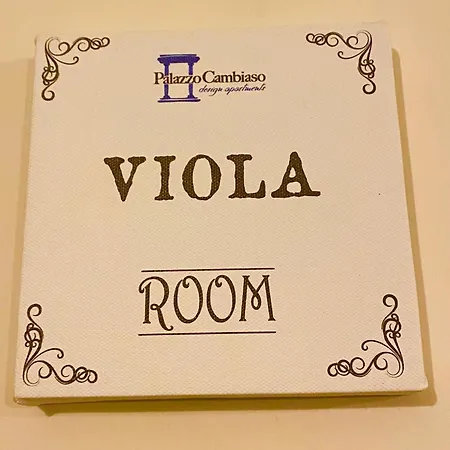 Palazzo Cambiaso
design apartments
VIOLA
ROOM